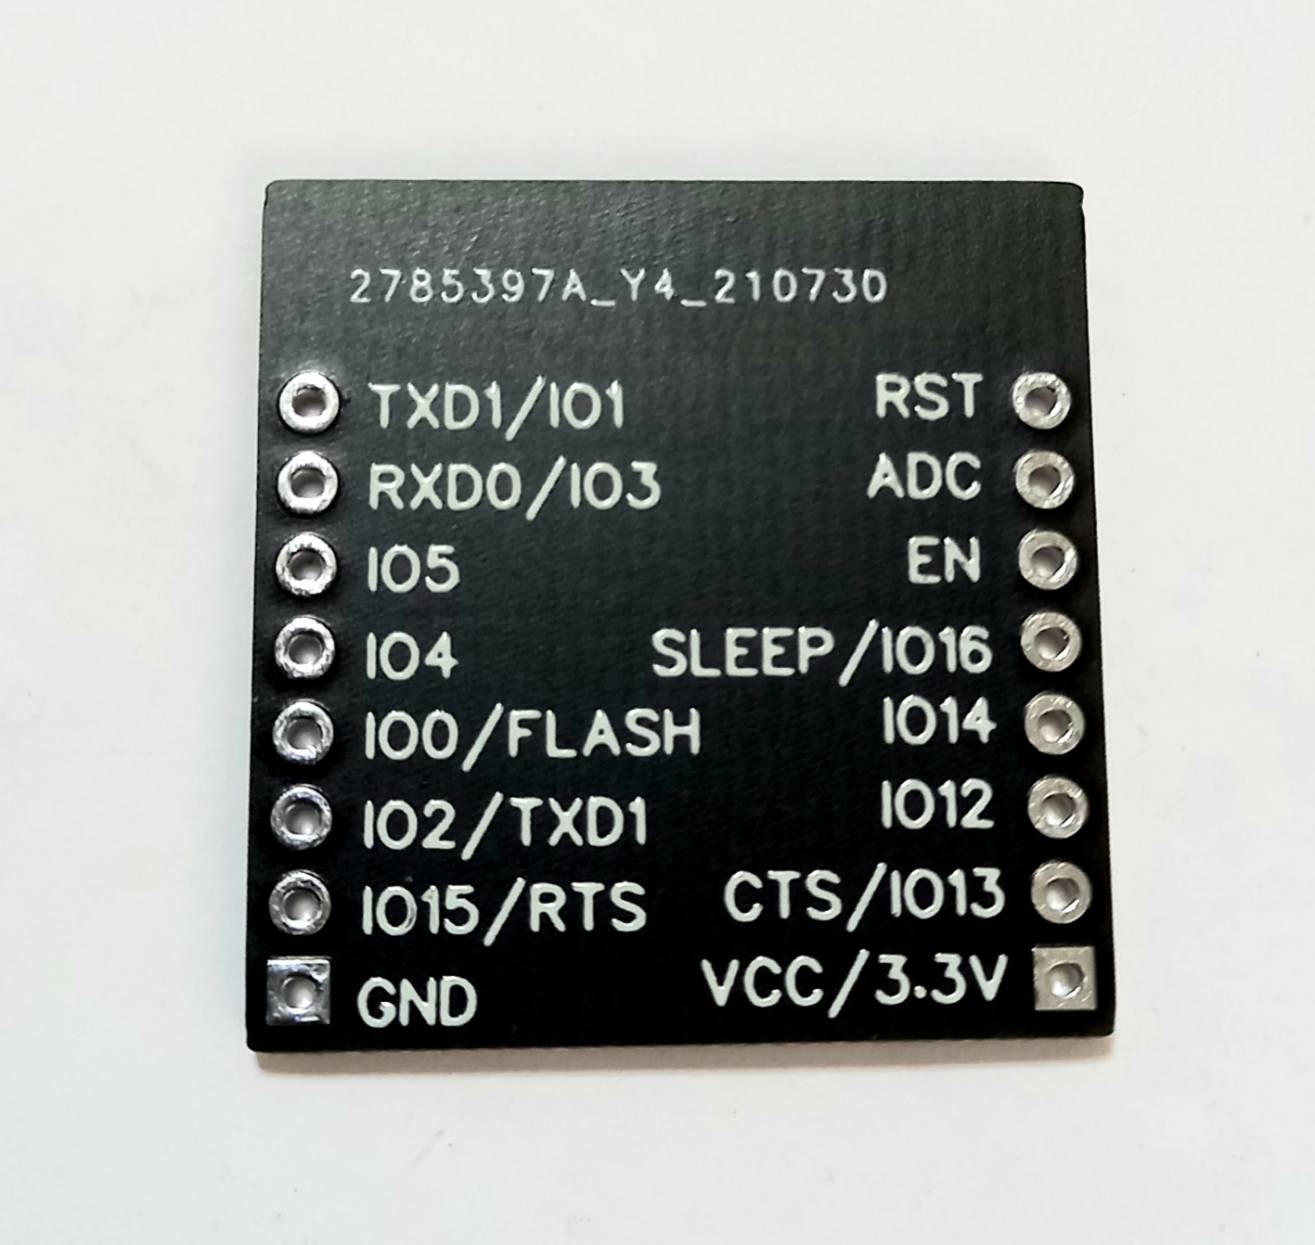 2785397A_Y4_210730
TXD1/IO1 RST
RXD0/IO3 ADC
IO5 EN
IO4 SLEEP/IO16
IO0/FLASH IO14
IO2/TXD1 IO12
IO15/RTS CTS/IO13
GND VCC/3.3V